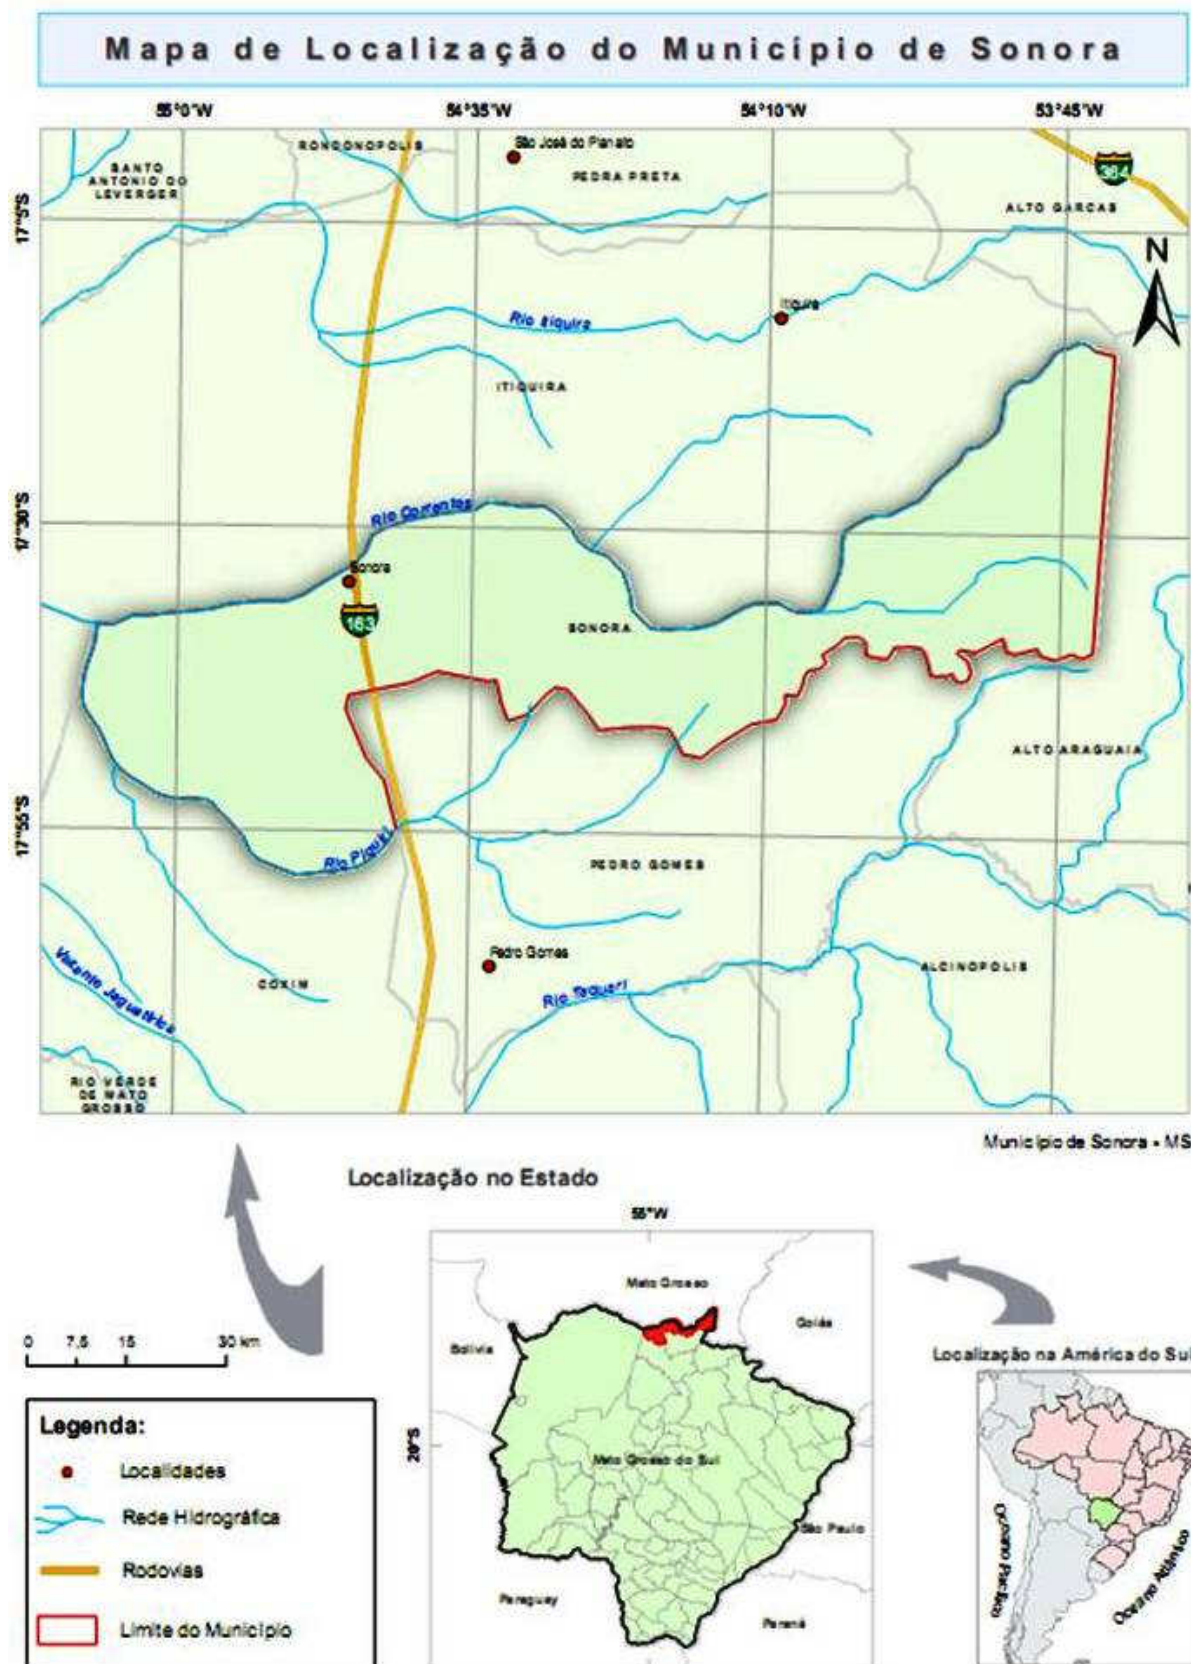 Mapa de Localização do Município de Sonora
55°0'W
54°35'W
54°10'W
53°45'W
RONDONOPOLIS
São José do Planalto
364
SANTO
ANTONIO DO
LEVERGER
PEDRA PRETA
17°5'S
ALTO GARCAS
N
Itiquira
Rio Itiquira
ITIQUIRA
17°30'S
Rio Correntes
Sonora
163
SONORA
ALTO ARAGUAIA
17°55'S
Rio Piquiri
PEDRO GOMES
Pedro Gomes
ALCINOPOLIS
COXIM
Rio Taquari
RIO VERDE
DE MATO
GROSSO
Município de Sonora - MS
Localização no Estado
55°W
Mato Grosso
Goiás
Bolívia
0 7,5 15 30 km
Localização na América do Sul
20°S
Mato Grosso do Sul
São Paulo
Paraguay
Paraná
Oceano Pacífico
Oceano Atlântico
Legenda:
Localidades
Rede Hidrográfica
Rodovias
Limite do Município